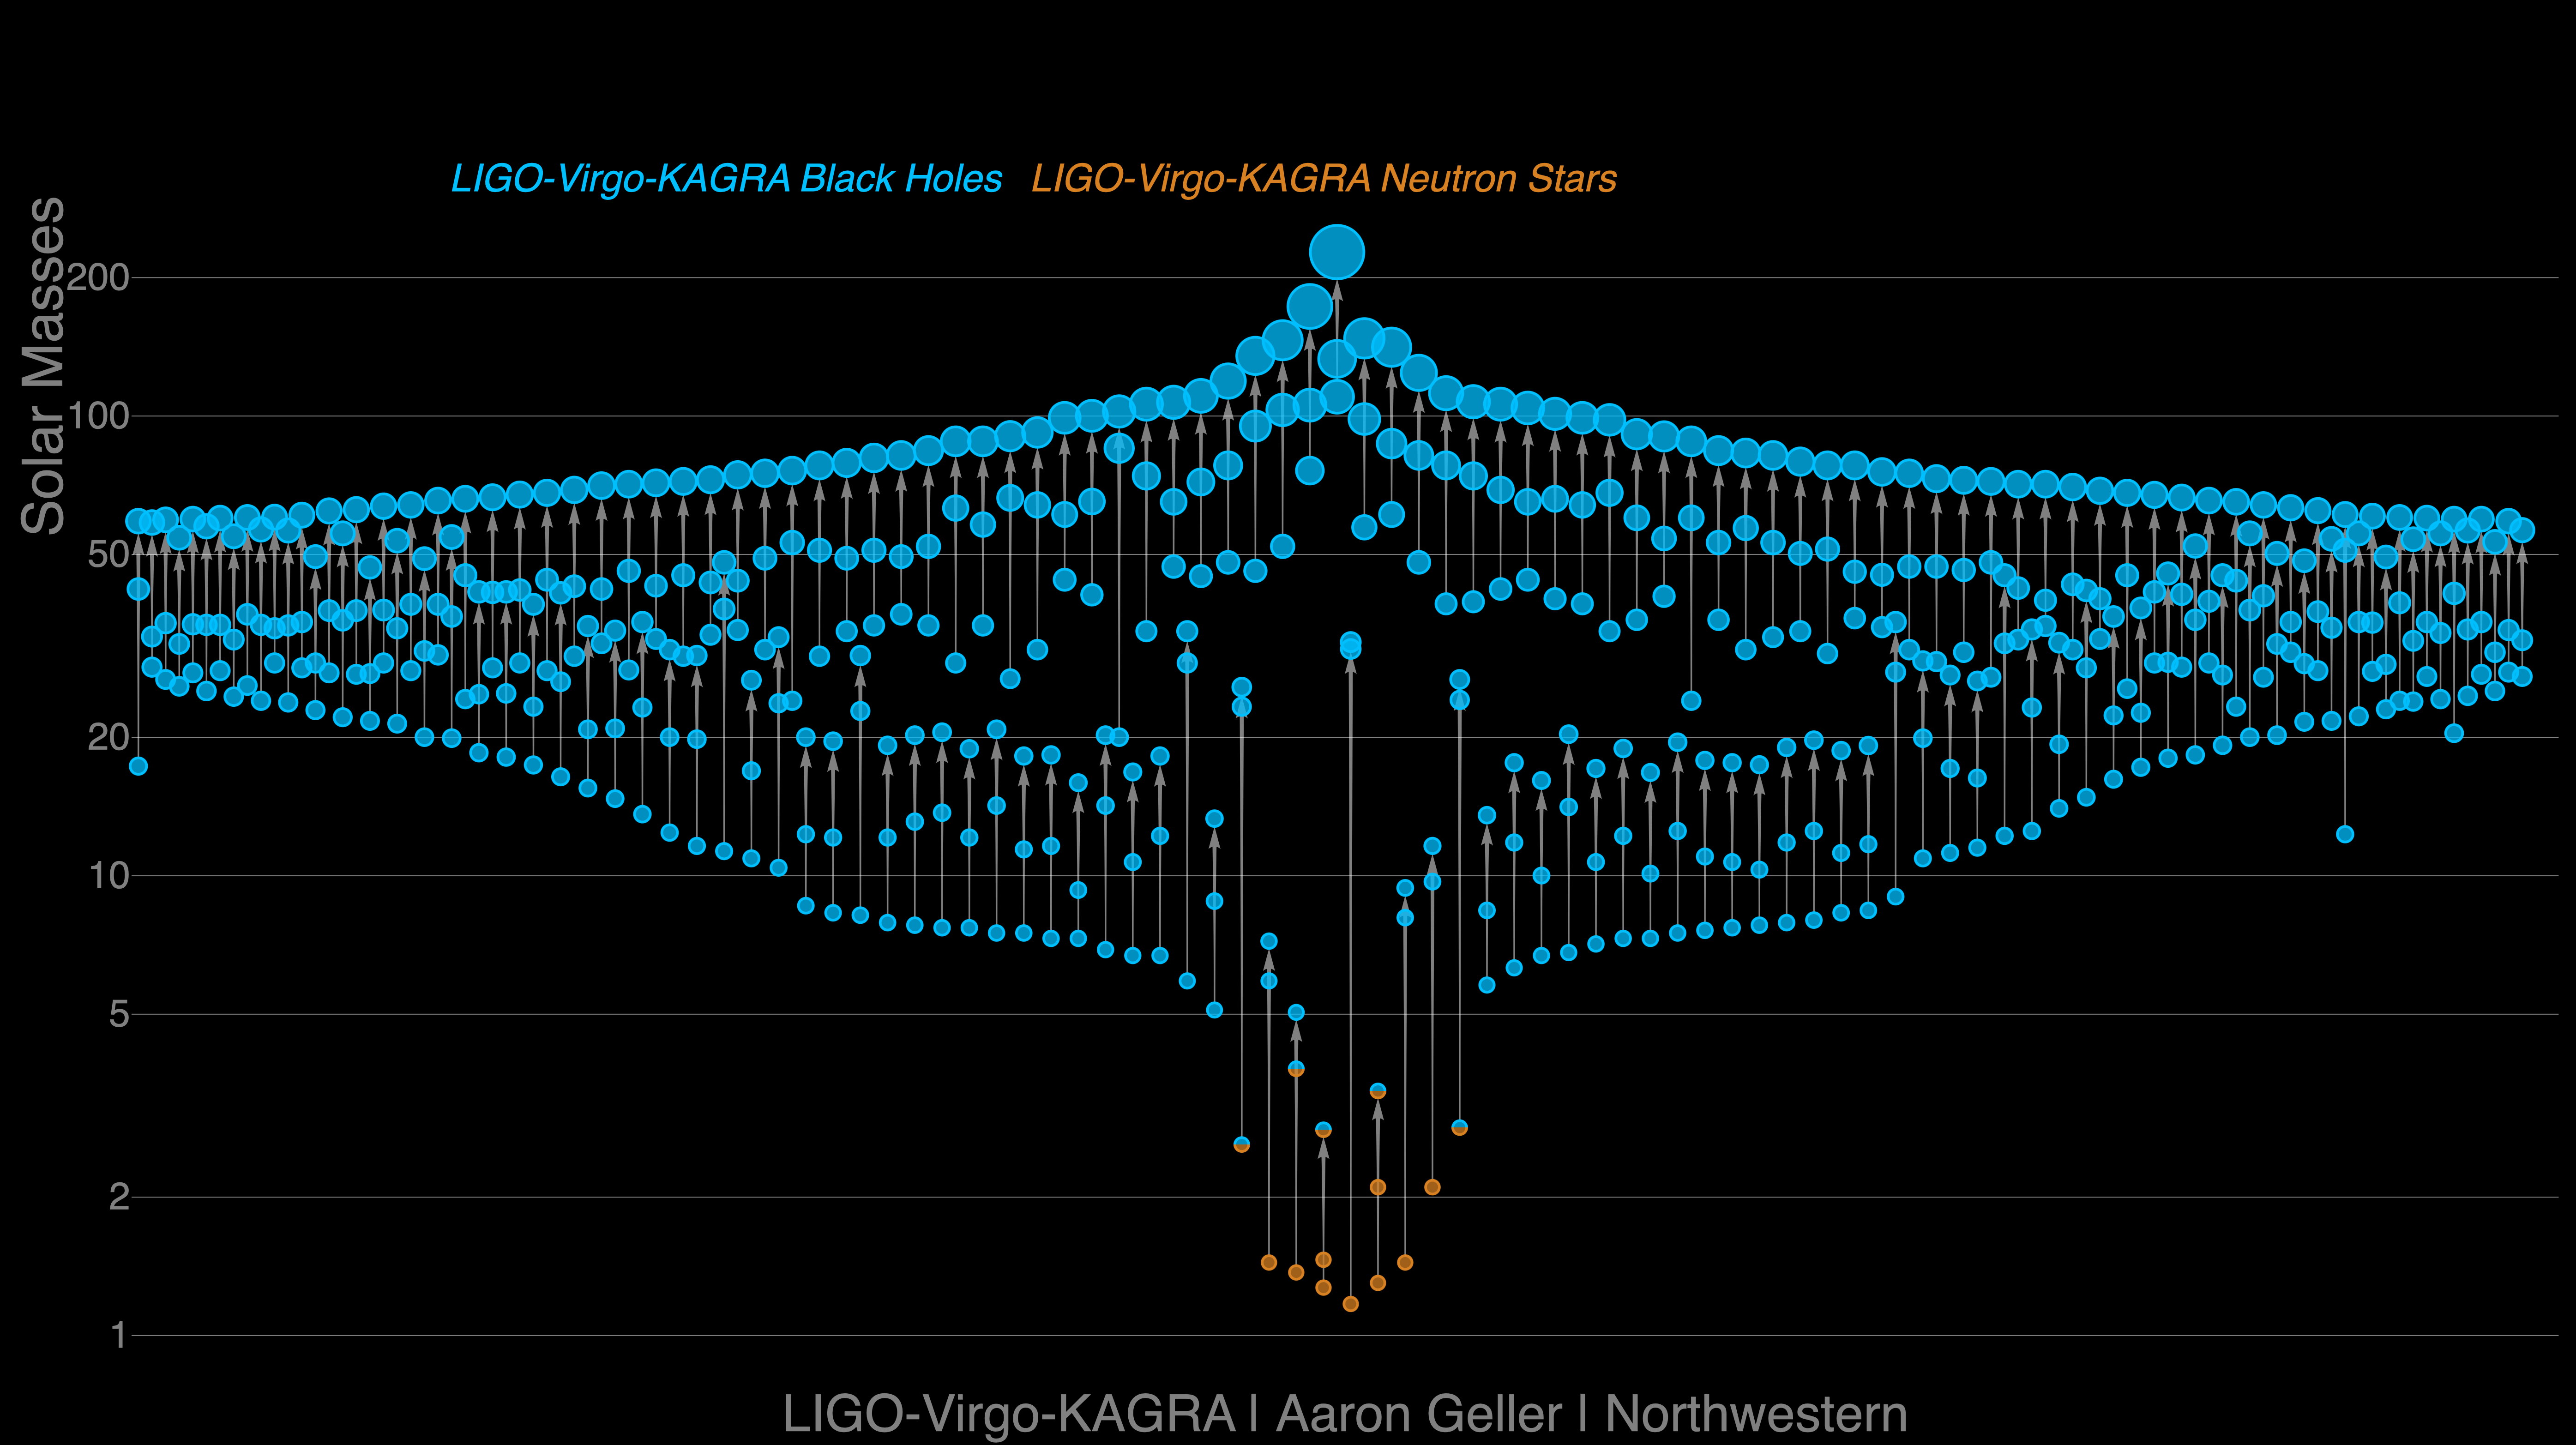 LIGO-Virgo-KAGRA Black Holes LIGO-Virgo-KAGRA Neutron Stars
Solar Masses
200
100
50
20
10
5
2
1
LIGO-Virgo-KAGRA | Aaron Geller | Northwestern